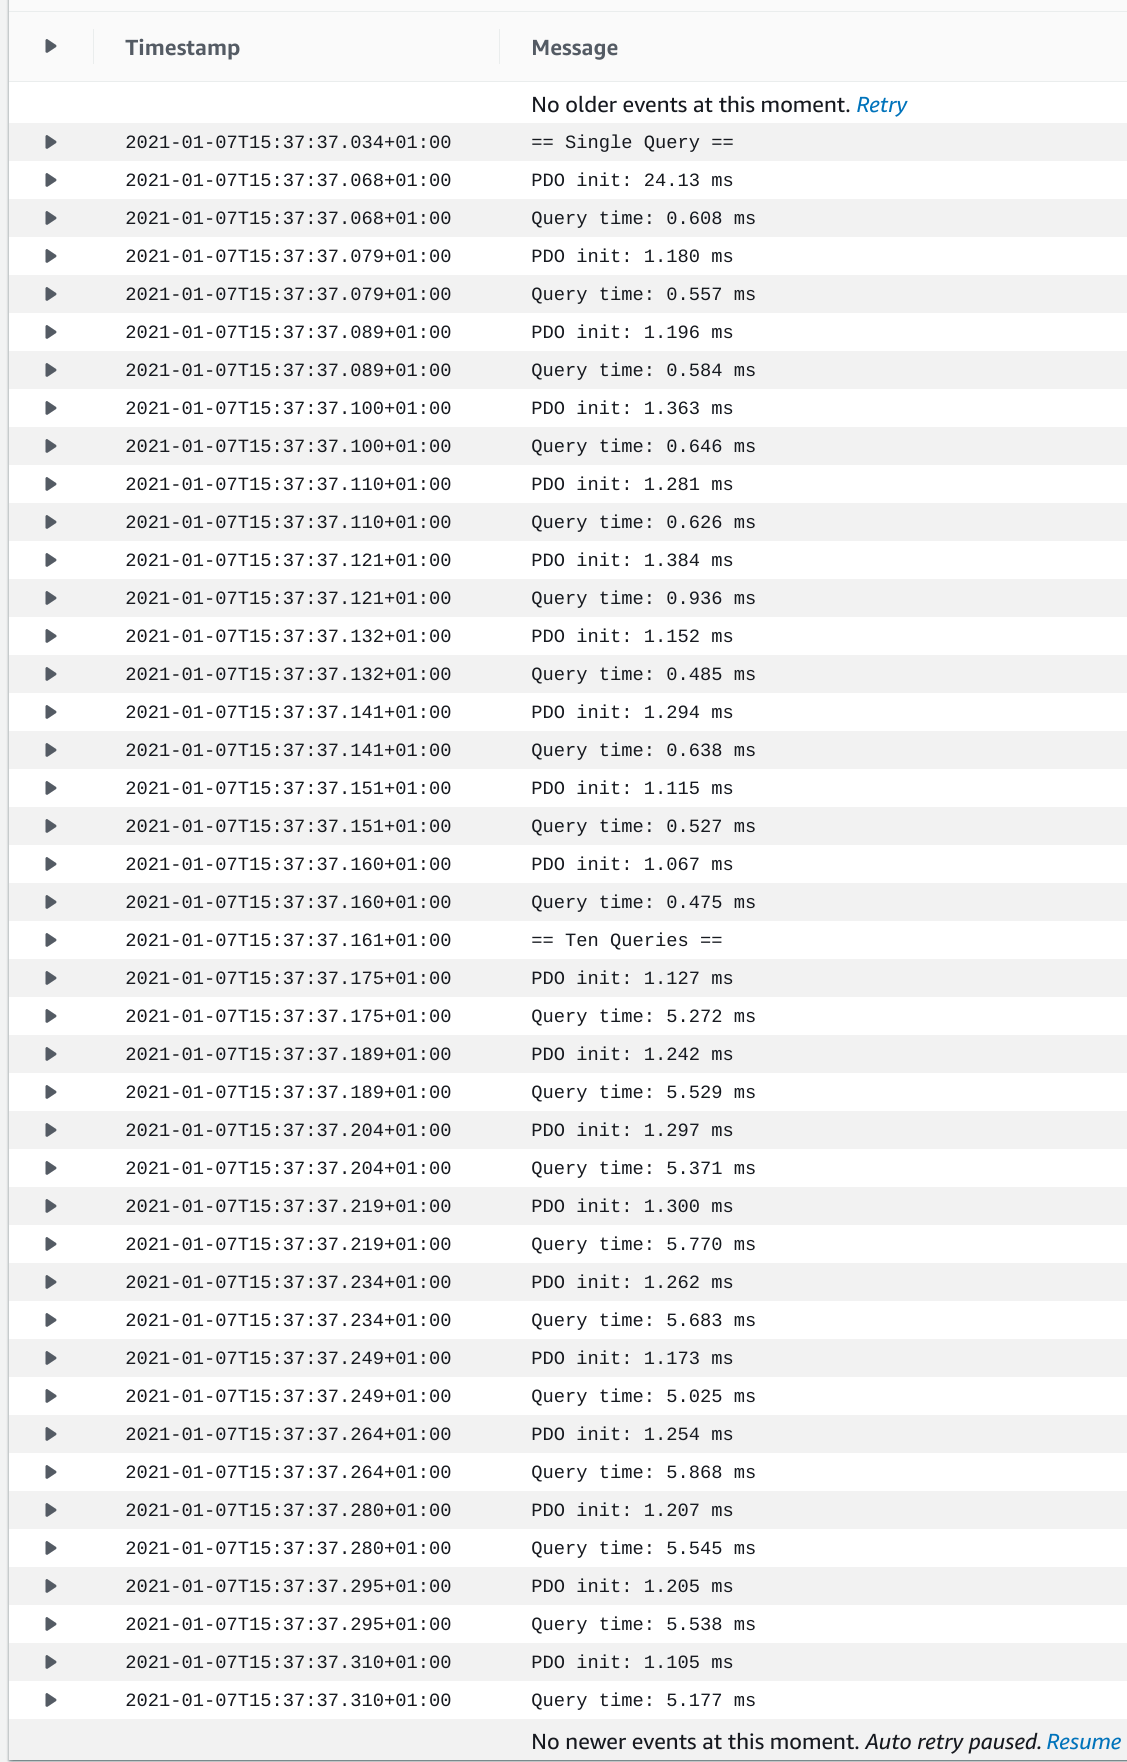 Timestamp Message
No older events at this moment. Retry
2021-01-07T15:37:37.034+01:00 == Single Query ==
2021-01-07T15:37:37.068+01:00 PDO init: 24.13 ms
2021-01-07T15:37:37.068+01:00 Query time: 0.608 ms
2021-01-07T15:37:37.079+01:00 PDO init: 1.180 ms
2021-01-07T15:37:37.079+01:00 Query time: 0.557 ms
2021-01-07T15:37:37.089+01:00 PDO init: 1.196 ms
2021-01-07T15:37:37.089+01:00 Query time: 0.584 ms
2021-01-07T15:37:37.100+01:00 PDO init: 1.363 ms
2021-01-07T15:37:37.100+01:00 Query time: 0.646 ms
2021-01-07T15:37:37.110+01:00 PDO init: 1.281 ms
2021-01-07T15:37:37.110+01:00 Query time: 0.626 ms
2021-01-07T15:37:37.121+01:00 PDO init: 1.384 ms
2021-01-07T15:37:37.121+01:00 Query time: 0.936 ms
2021-01-07T15:37:37.132+01:00 PDO init: 1.152 ms
2021-01-07T15:37:37.132+01:00 Query time: 0.485 ms
2021-01-07T15:37:37.141+01:00 PDO init: 1.294 ms
2021-01-07T15:37:37.141+01:00 Query time: 0.638 ms
2021-01-07T15:37:37.151+01:00 PDO init: 1.115 ms
2021-01-07T15:37:37.151+01:00 Query time: 0.527 ms
2021-01-07T15:37:37.160+01:00 PDO init: 1.067 ms
2021-01-07T15:37:37.160+01:00 Query time: 0.475 ms
2021-01-07T15:37:37.161+01:00 == Ten Queries ==
2021-01-07T15:37:37.175+01:00 PDO init: 1.127 ms
2021-01-07T15:37:37.175+01:00 Query time: 5.272 ms
2021-01-07T15:37:37.189+01:00 PDO init: 1.242 ms
2021-01-07T15:37:37.189+01:00 Query time: 5.529 ms
2021-01-07T15:37:37.204+01:00 PDO init: 1.297 ms
2021-01-07T15:37:37.204+01:00 Query time: 5.371 ms
2021-01-07T15:37:37.219+01:00 PDO init: 1.300 ms
2021-01-07T15:37:37.219+01:00 Query time: 5.770 ms
2021-01-07T15:37:37.234+01:00 PDO init: 1.262 ms
2021-01-07T15:37:37.234+01:00 Query time: 5.683 ms
2021-01-07T15:37:37.249+01:00 PDO init: 1.173 ms
2021-01-07T15:37:37.249+01:00 Query time: 5.025 ms
2021-01-07T15:37:37.264+01:00 PDO init: 1.254 ms
2021-01-07T15:37:37.264+01:00 Query time: 5.868 ms
2021-01-07T15:37:37.280+01:00 PDO init: 1.207 ms
2021-01-07T15:37:37.280+01:00 Query time: 5.545 ms
2021-01-07T15:37:37.295+01:00 PDO init: 1.205 ms
2021-01-07T15:37:37.295+01:00 Query time: 5.538 ms
2021-01-07T15:37:37.310+01:00 PDO init: 1.105 ms
2021-01-07T15:37:37.310+01:00 Query time: 5.177 ms
No newer events at this moment. Auto retry paused. Resume